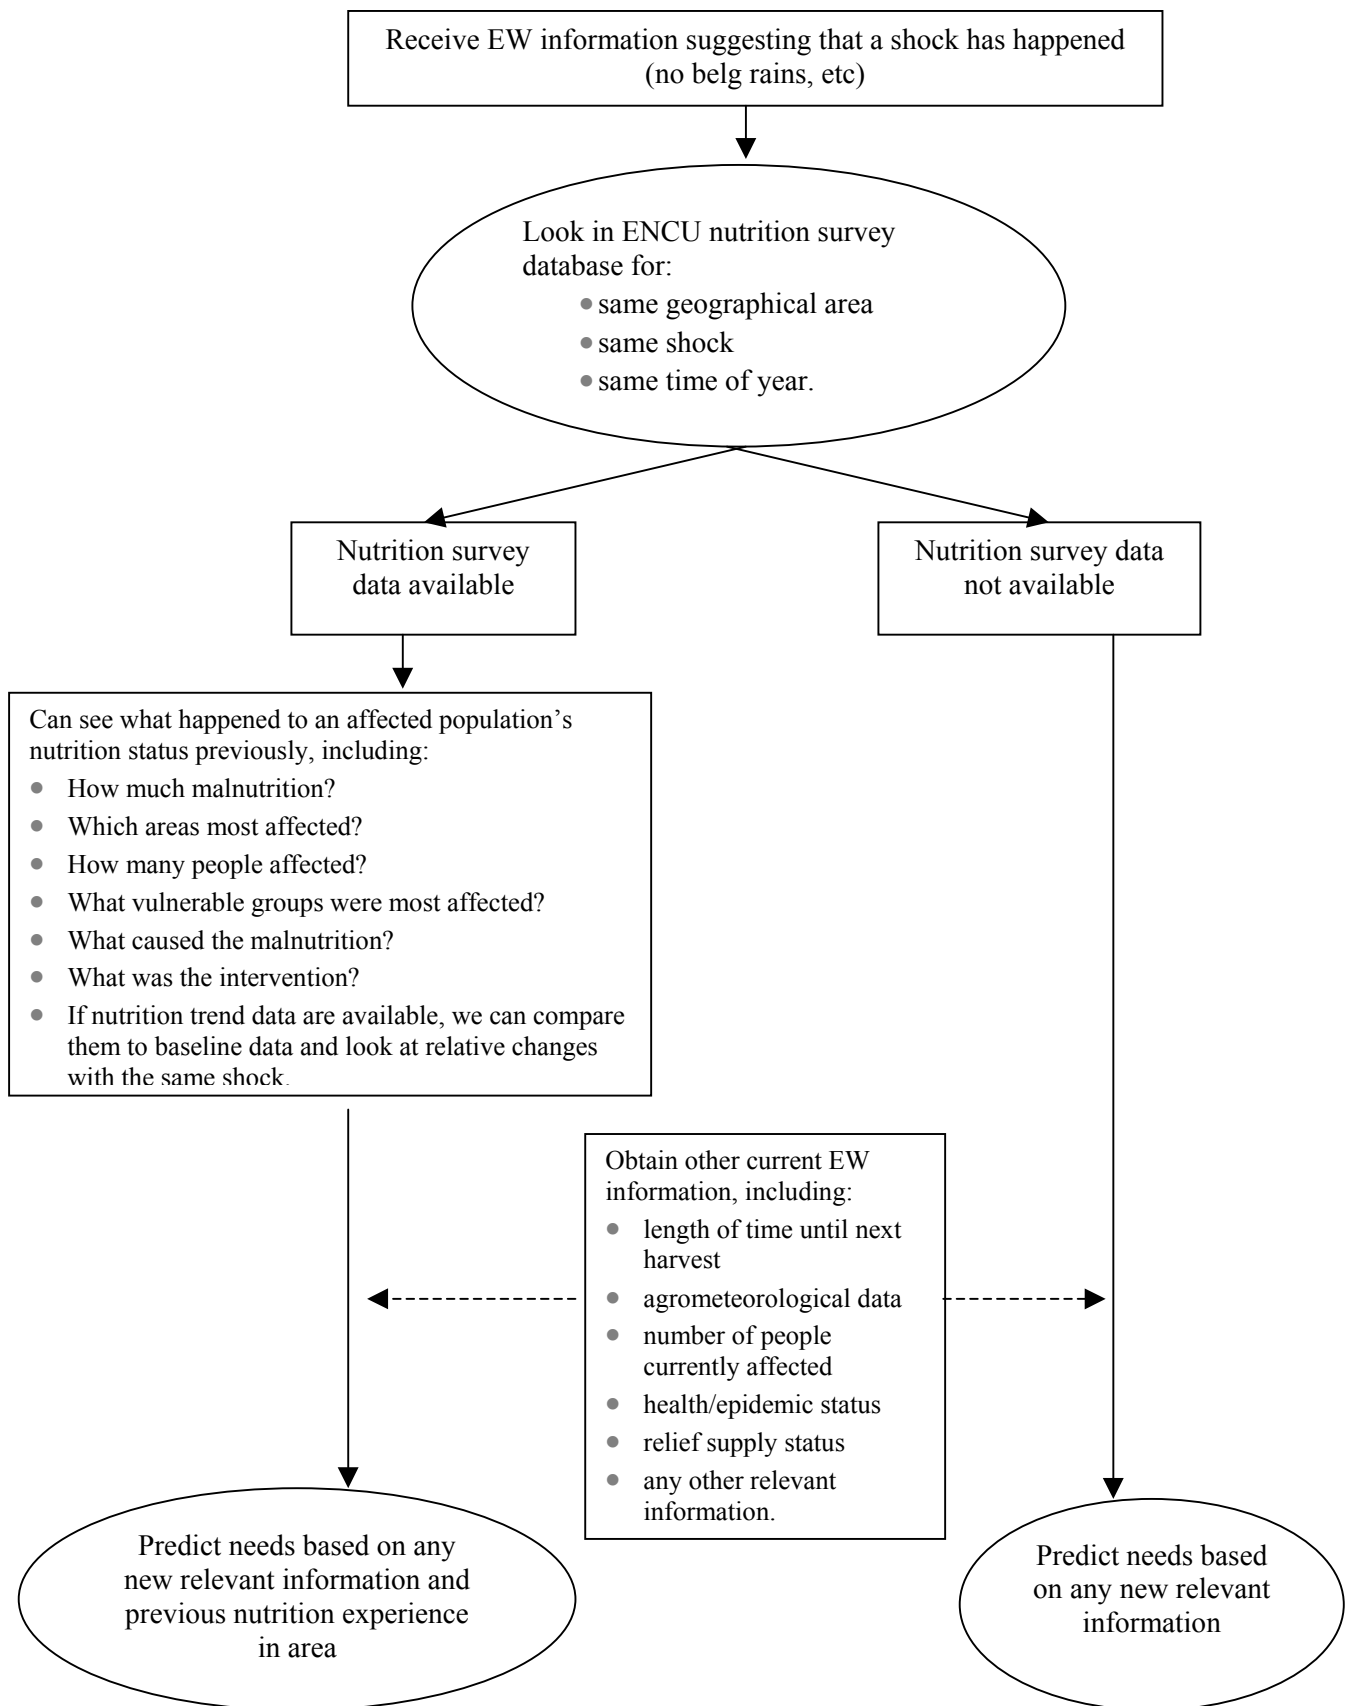 Receive EW information suggesting that a shock has happened
(no belg rains, etc)
Look in ENCU nutrition survey
database for:
● same geographical area
● same shock
● same time of year.
Nutrition survey
data available
Nutrition survey data
not available
Can see what happened to an affected population’s
nutrition status previously, including:
● How much malnutrition?
● Which areas most affected?
● How many people affected?
● What vulnerable groups were most affected?
● What caused the malnutrition?
● What was the intervention?
● If nutrition trend data are available, we can compare
them to baseline data and look at relative changes
with the same shock.
Obtain other current EW
information, including:
● length of time until next
harvest
● agrometeorological data
● number of people
currently affected
● health/epidemic status
● relief supply status
● any other relevant
information.
Predict needs based on any
new relevant information and
previous nutrition experience
in area
Predict needs based
on any new relevant
information